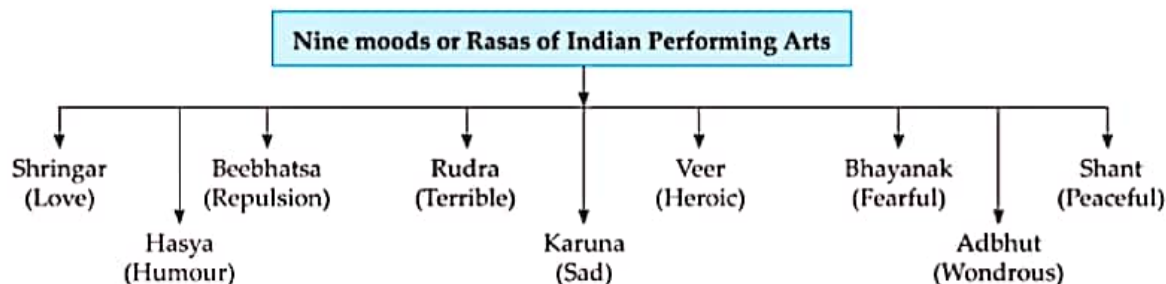 Nine moods or Rasas of Indian Performing Arts
Shringar
(Love)
Hasya
(Humour)
Beebhatsa
(Repulsion)
Rudra
(Terrible)
Karuna
(Sad)
Veer
(Heroic)
Bhayanak
(Fearful)
Adbhut
(Wondrous)
Shant
(Peaceful)